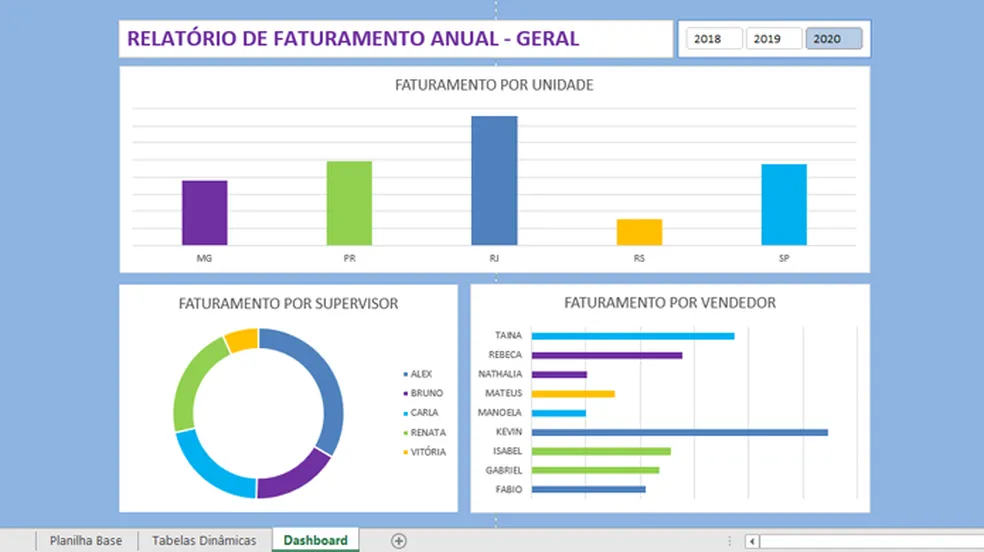 RELATÓRIO DE FATURAMENTO ANUAL - GERAL
2018 2019 2020
FATURAMENTO POR UNIDADE
MG PR RJ RS SP
FATURAMENTO POR SUPERVISOR
ALEX
BRUNO
CARLA
RENATA
VITÓRIA
FATURAMENTO POR VENDEDOR
TAINA
REBECA
NATHALIA
MATEUS
MANOELA
KEVIN
ISABEL
GABRIEL
FABIO
Planilha Base Tabelas Dinâmicas Dashboard